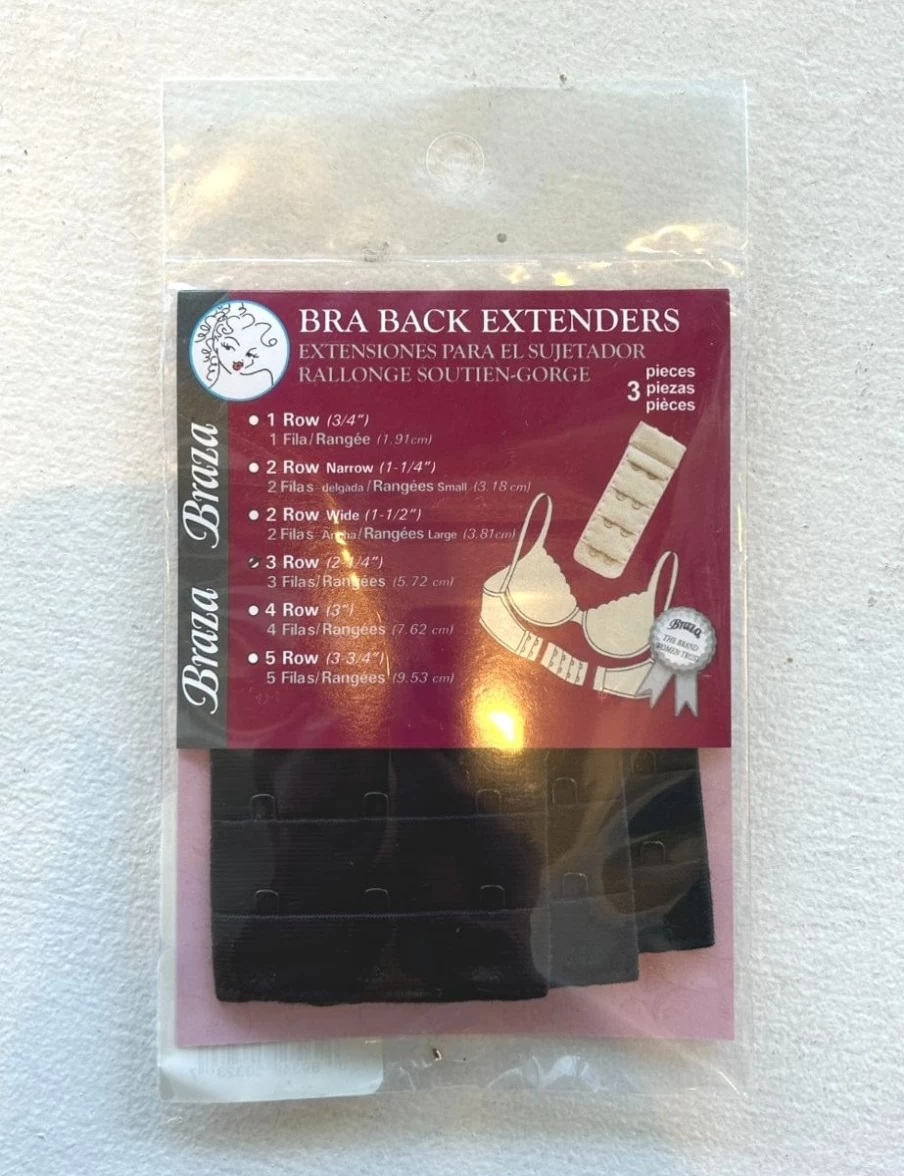 BRA BACK EXTENDERS
EXTENSIONES PARA EL SUJETADOR
RALLONGE SOUTIEN-GORGE
pieces
3 piezas
pièces
1 Row (3/4")
1 Fila/Rangée (1.91cm)
2 Row Narrow (1-1/4")
2 Filas delgada/Rangées Small (3.18 cm)
2 Row Wide (1-1/2")
2 Filas Ancha/Rangées Large (3.81cm)
3 Row (2-1/4")
3 Filas/Rangées (5.72 cm)
4 Row (3")
4 Filas/Rangées (7.62 cm)
5 Row (3-3/4")
5 Filas/Rangées (9.53 cm)
Braza Braza
Braza
THE BRAND
WOMEN TRUST